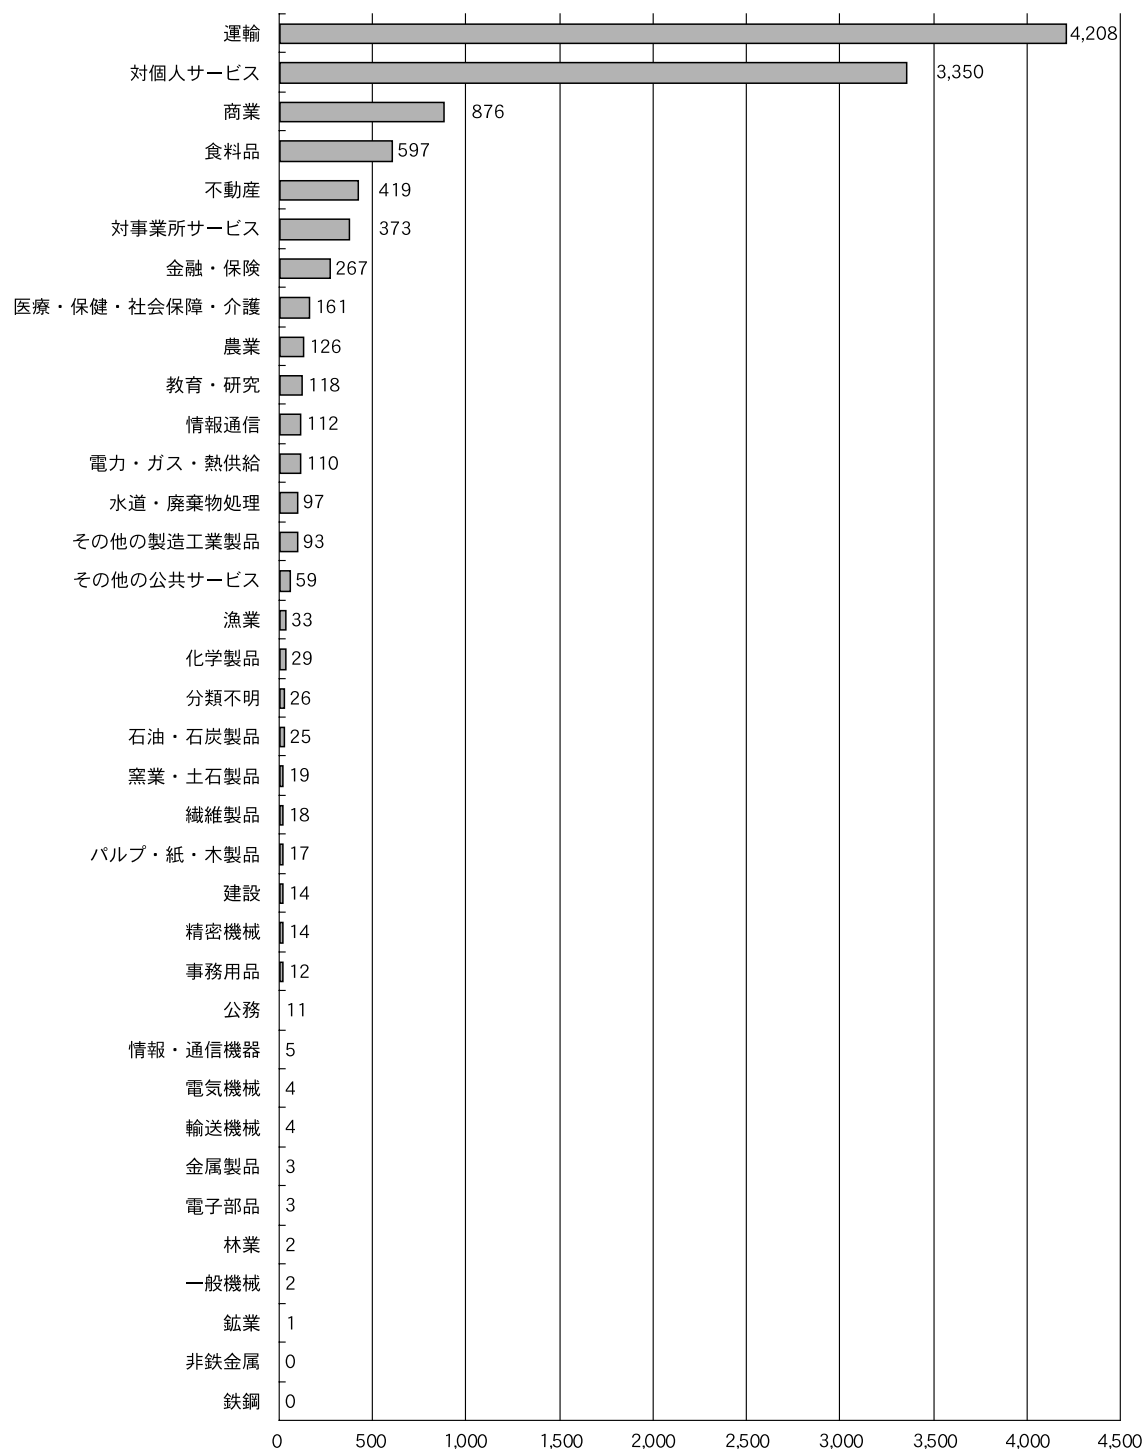 運輸 4,208
対個人サービス 3,350
商業 876
食料品 597
不動産 419
対事業所サービス 373
金融・保険 267
医療・保健・社会保障・介護 161
農業 126
教育・研究 118
情報通信 112
電力・ガス・熱供給 110
水道・廃棄物処理 97
その他の製造工業製品 93
その他の公共サービス 59
漁業 33
化学製品 29
分類不明 26
石油・石炭製品 25
窯業・土石製品 19
繊維製品 18
パルプ・紙・木製品 17
建設 14
精密機械 14
事務用品 12
公務 11
情報・通信機器 5
電気機械 4
輸送機械 4
金属製品 3
電子部品 3
林業 2
一般機械 2
鉱業 1
非鉄金属 0
鉄鋼 0
0 500 1,000 1,500 2,000 2,500 3,000 3,500 4,000 4,500